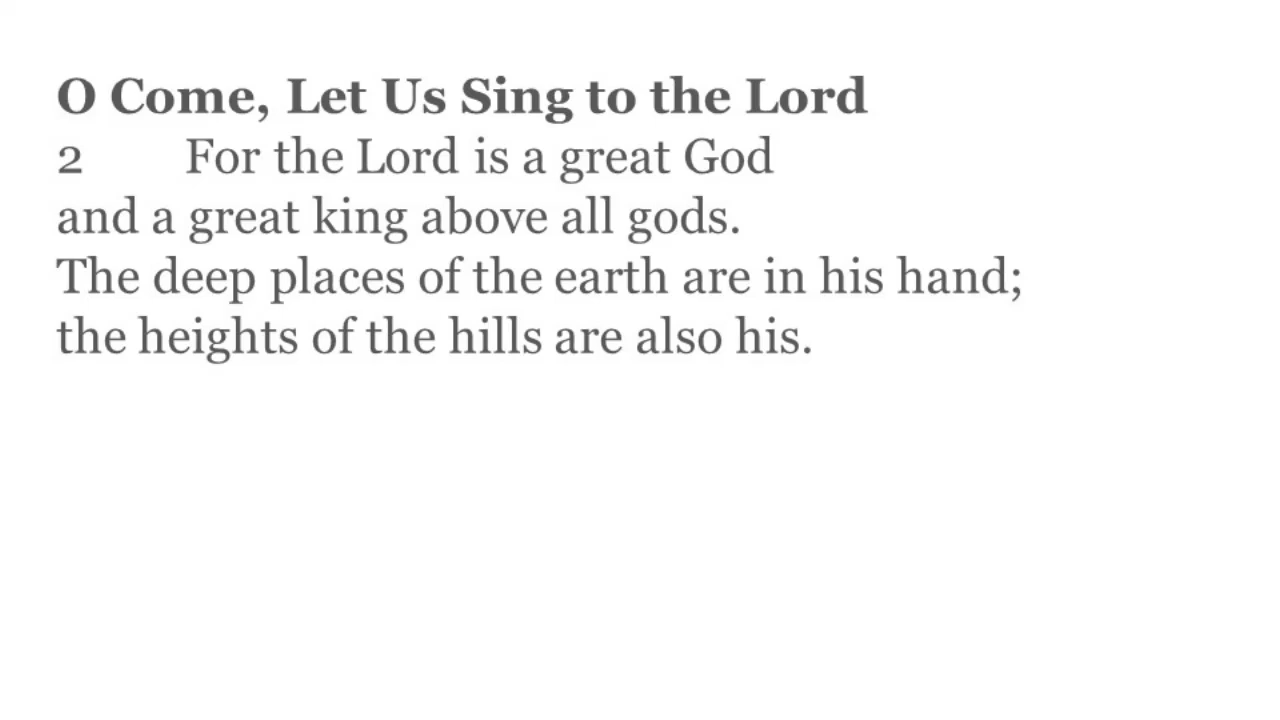 O Come, Let Us Sing to the Lord
2 For the Lord is a great God
and a great king above all gods.
The deep places of the earth are in his hand;
the heights of the hills are also his.